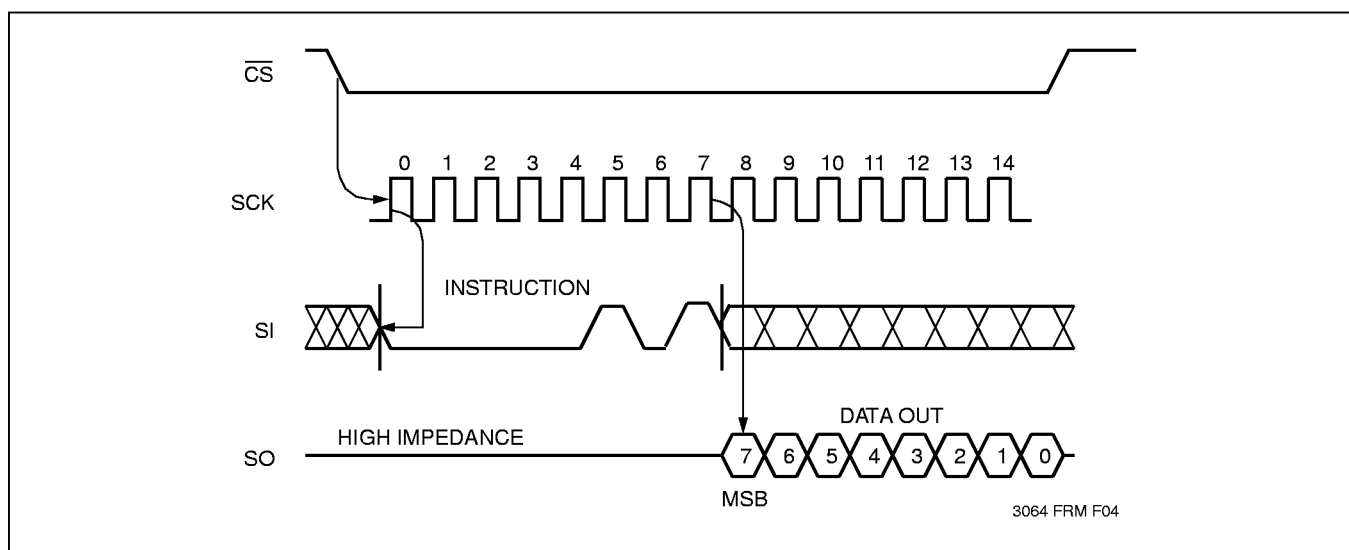 CS
0 1 2 3 4 5 6 7 8 9 10 11 12 13 14
SCK
INSTRUCTION
SI
DATA OUT
HIGH IMPEDANCE
SO
7 6 5 4 3 2 1 0
MSB
3064 FRM F04